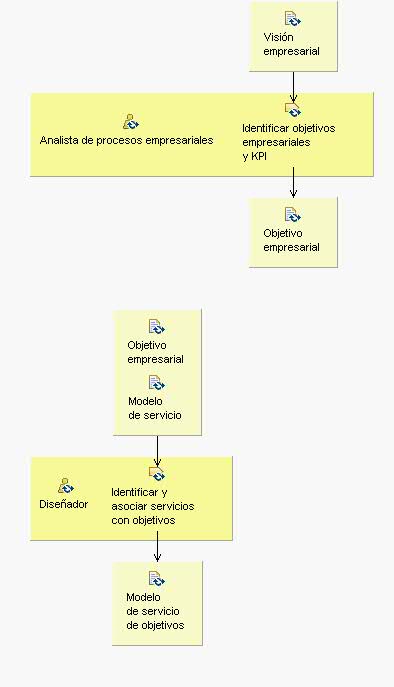 Visión
empresarial
Analista de procesos empresariales
Identificar objetivos
empresariales
y KPI
Objetivo
empresarial
Objetivo
empresarial
Modelo
de servicio
Diseñador
Identificar y
asociar servicios
con objetivos
Modelo
de servicio
de objetivos